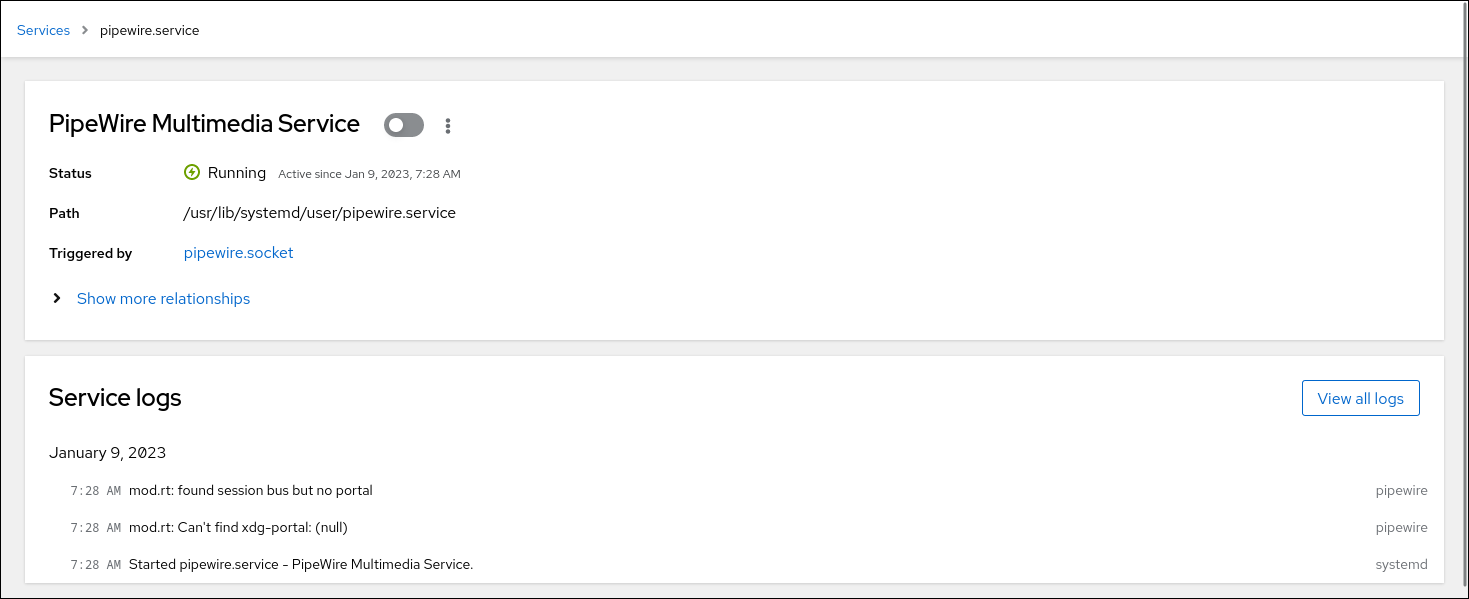 Services > pipewire.service
PipeWire Multimedia Service
Status Running Active since Jan 9, 2023, 7:28 AM
Path /usr/lib/systemd/user/pipewire.service
Triggered by pipewire.socket
Show more relationships
Service logs View all logs
January 9, 2023
7:28 AM mod.rt: found session bus but no portal pipewire
7:28 AM mod.rt: Can't find xdg-portal: (null) pipewire
7:28 AM Started pipewire.service - PipeWire Multimedia Service. systemd